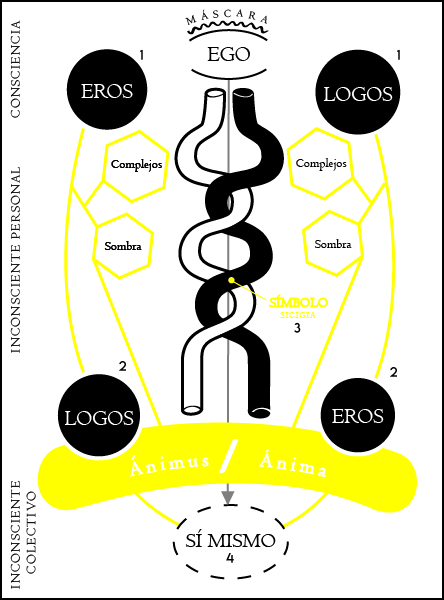 MÁSCARA
EGO
CONSCIENCIA
1
EROS
1
LOGOS
Complejos
Complejos
INCONSCIENTE PERSONAL
Sombra
Sombra
SÍMBOLO
SICIGIA
3
2
LOGOS
2
EROS
Ánimus / Ánima
INCONSCIENTE
COLECTIVO
SÍ MISMO
4